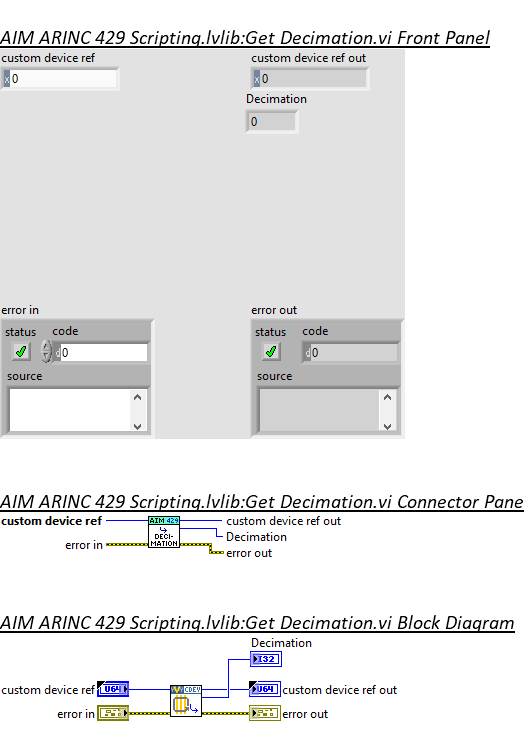 AIM ARINC 429 Scripting.lvlib:Get Decimation.vi Front Panel
custom device ref
custom device ref out
x 0
x 0
Decimation
0
error in
error out
status code
status code
d 0
d 0
source
source
AIM ARINC 429 Scripting.lvlib:Get Decimation.vi Connector Pane
custom device ref
AIM 429
DECI-
MATION
custom device ref out
Decimation
error in
error out
AIM ARINC 429 Scripting.lvlib:Get Decimation.vi Block Diagram
Decimation
I32
custom device ref
U64
CDEV
U64
custom device ref out
error in
error out